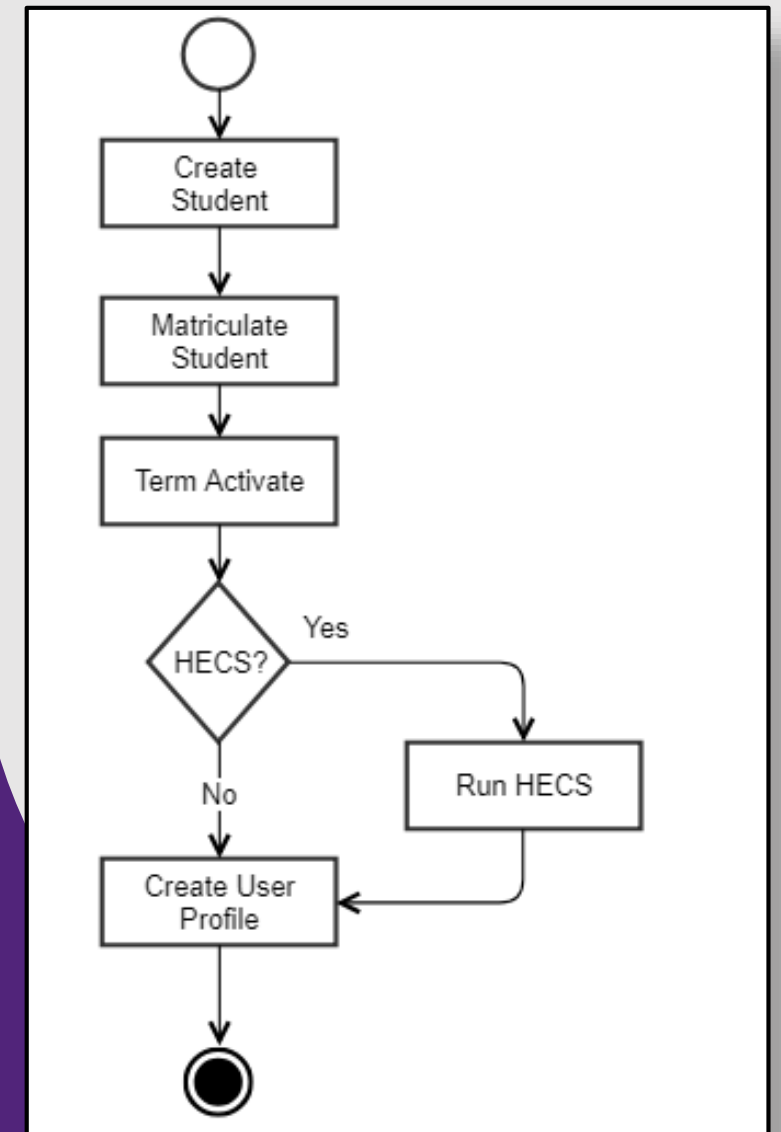 Create
Student
Matriculate
Student
Term Activate
HECS?
Yes
No
Run HECS
Create User
Profile